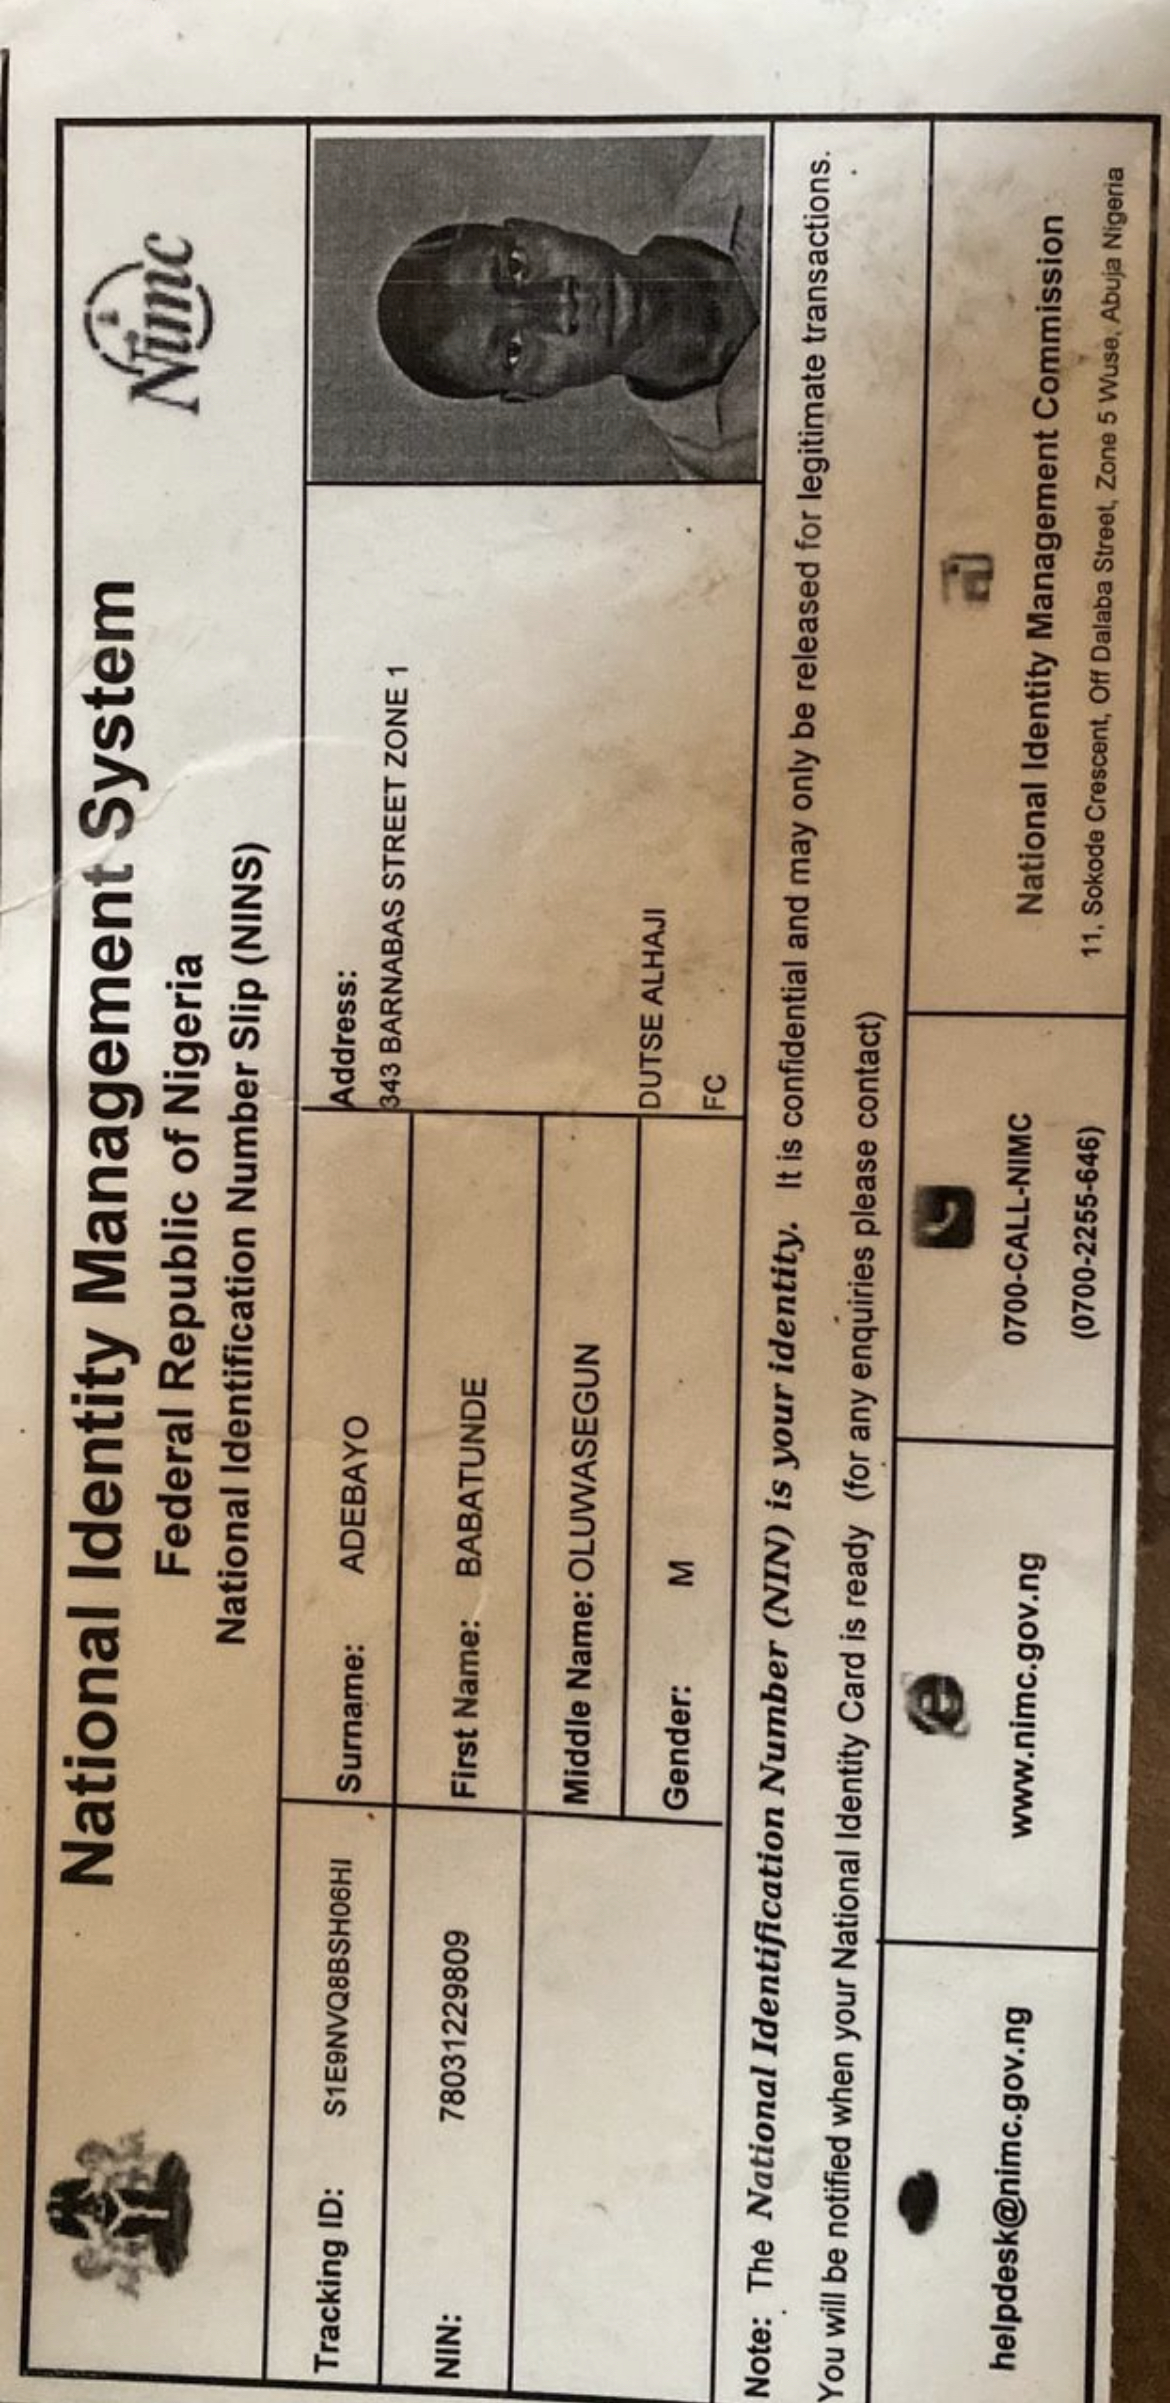 National Identity Management System
Federal Republic of Nigeria
National Identification Number Slip (NINS)
Nimc
Tracking ID: S1E9NVQ8BSH06HI
Surname: ADEBAYO
Address:
343 BARNABAS STREET ZONE 1
NIN: 78031229809
First Name: BABATUNDE
Middle Name: OLUWASEGUN
DUTSE ALHAJI
Gender: M
FC
Note: The National Identification Number (NIN) is your identity. It is confidential and may only be released for legitimate transactions.
You will be notified when your National Identity Card is ready (for any enquiries please contact)
helpdesk@nimc.gov.ng
www.nimc.gov.ng
0700-CALL-NIMC
(0700-2255-646)
National Identity Management Commission
11, Sokode Crescent, Off Dalaba Street, Zone 5 Wuse, Abuja Nigeria